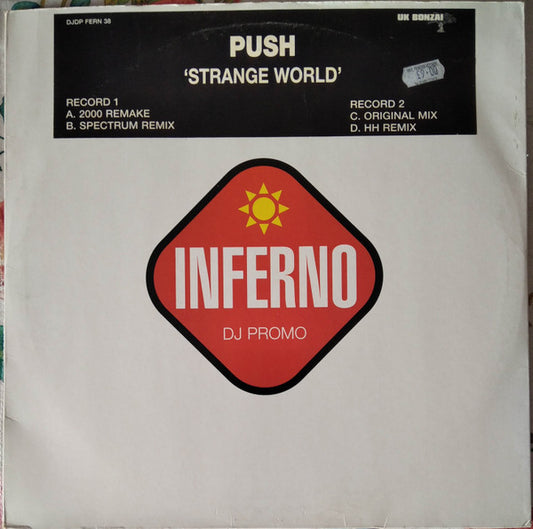 DJDP FERN 38
UK BONZAI
PUSH
'STRANGE WORLD'
RECORD 1
A. 2000 REMAKE
B. SPECTRUM REMIX
RECORD 2
C. ORIGINAL MIX
D. HH REMIX
INFERNO
DJ PROMO